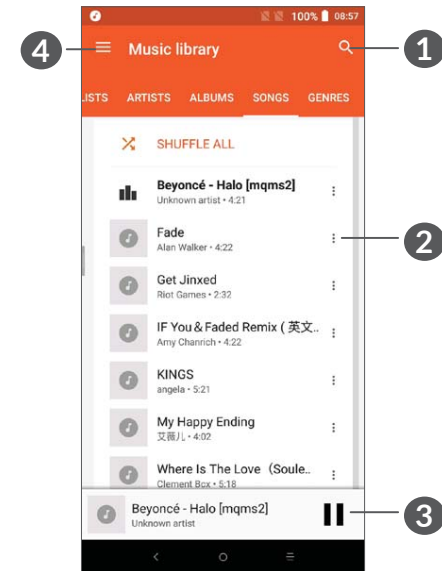 100% 08:57
4
Music library
1
LISTS ARTISTS ALBUMS SONGS GENRES
SHUFFLE ALL
Beyoncé - Halo [mqms2]
Unknown artist • 4:21
Fade
Alan Walker • 4:22
2
Get Jinxed
Riot Games • 2:32
IF You & Faded Remix ( 英文..
Amy Chanrich • 4:22
KINGS
angela • 5:21
My Happy Ending
艾薇儿 • 4:02
Where Is The Love（Soule..
Clement Bcx • 5:18
Beyoncé - Halo [mqms2]
Unknown artist
3